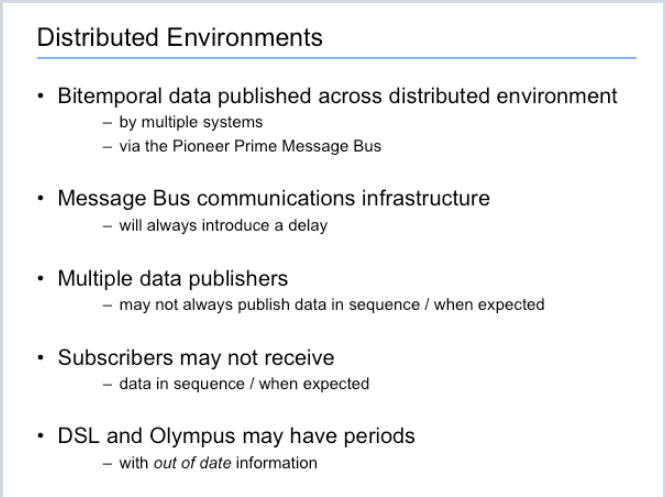 Distributed Environments
• Bitemporal data published across distributed environment
– by multiple systems
– via the Pioneer Prime Message Bus
• Message Bus communications infrastructure
– will always introduce a delay
• Multiple data publishers
– may not always publish data in sequence / when expected
• Subscribers may not receive
– data in sequence / when expected
• DSL and Olympus may have periods
– with out of date information